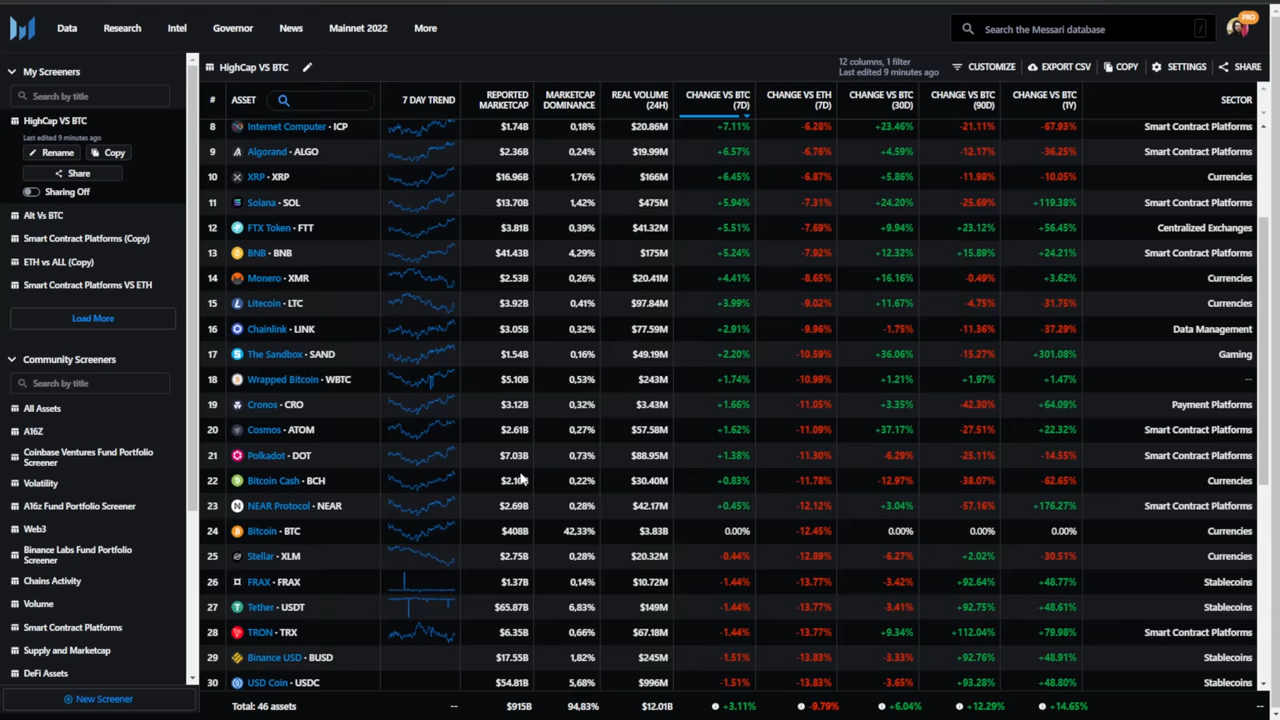 Data Research Intel Governor News Mainnet 2022 More Search the Messari database / PRO
My Screeners
Search by title
HighCap VS BTC
Last edited 9 minutes ago
Rename Copy
Share
Sharing Off
Alt Vs BTC
Smart Contract Platforms (Copy)
ETH vs ALL (Copy)
Smart Contract Platforms VS ETH
Load More
Community Screeners
Search by title
All Assets
A16Z
Coinbase Ventures Fund Portfolio
Screener
Volatility
A16z Fund Portfolio Screener
Web3
Binance Labs Fund Portfolio
Screener
Chains Activity
Volume
Smart Contract Platforms
Supply and Marketcap
DeFi Assets
New Screener
HighCap VS BTC
12 columns, 1 filter
Last edited 9 minutes ago
CUSTOMIZE EXPORT CSV COPY SETTINGS SHARE
# ASSET 7 DAY TREND REPORTED MARKETCAP MARKETCAP DOMINANCE REAL VOLUME (24H) CHANGE VS BTC (7D) CHANGE VS ETH (7D) CHANGE VS BTC (30D) CHANGE VS BTC (90D) CHANGE VS BTC (1Y) SECTOR
8 Internet Computer • ICP $1.74B 0,18% $20.86M +7.11% -6.28% +23.46% -21.11% -67.93% Smart Contract Platforms
9 Algorand • ALGO $2.36B 0,24% $19.99M +6.57% -6.76% +4.59% -12.17% -36.25% Smart Contract Platforms
10 XRP • XRP $16.96B 1,76% $166M +6.45% -6.87% +5.86% -11.98% -10.05% Currencies
11 Solana • SOL $13.70B 1,42% $475M +5.94% -7.31% +24.20% -25.69% +119.38% Smart Contract Platforms
12 FTX Token • FTT $3.81B 0,39% $41.32M +5.51% -7.69% +9.94% +23.12% +56.45% Centralized Exchanges
13 BNB • BNB $41.43B 4,29% $175M +5.24% -7.92% +12.32% +15.89% +24.21% Smart Contract Platforms
14 Monero • XMR $2.53B 0,26% $20.41M +4.41% -8.65% +16.16% -0.49% +3.62% Currencies
15 Litecoin • LTC $3.92B 0,41% $97.84M +3.99% -9.02% +11.67% -4.75% -31.75% Currencies
16 Chainlink • LINK $3.05B 0,32% $77.59M +2.91% -9.96% -1.75% -11.36% -37.29% Data Management
17 The Sandbox • SAND $1.54B 0,16% $49.19M +2.20% -10.59% +36.06% -15.27% +301.08% Gaming
18 Wrapped Bitcoin • WBTC $5.10B 0,53% $243M +1.74% -10.99% +1.21% +1.97% +1.47% --
19 Cronos • CRO $3.12B 0,32% $3.43M +1.66% -11.05% +3.35% -42.30% +64.09% Payment Platforms
20 Cosmos • ATOM $2.61B 0,27% $57.58M +1.62% -11.09% +37.17% -27.51% +22.32% Smart Contract Platforms
21 Polkadot • DOT $7.03B 0,73% $88.95M +1.38% -11.30% -6.29% -25.11% -14.55% Smart Contract Platforms
22 Bitcoin Cash • BCH 0,22% $30.40M +0.83% -11.78% -12.97% -38.07% -62.65% Currencies
23 NEAR Protocol • NEAR $2.69B 0,28% $42.17M +0.45% -12.12% +3.04% -57.16% +176.27% Smart Contract Platforms
24 Bitcoin • BTC $408B 42,33% $3.83B 0.00% -12.45% 0.00% 0.00% 0.00% Currencies
25 Stellar • XLM $2.75B 0,28% $20.32M -0.44% -12.89% -6.27% +2.02% -30.51% Currencies
26 FRAX • FRAX $1.37B 0,14% $10.72M -1.44% -13.77% -3.42% +92.64% +48.77% Stablecoins
27 Tether • USDT $65.87B 6,83% $149M -1.44% -13.77% -3.41% +92.75% +48.61% Stablecoins
28 TRON • TRX $6.35B 0,66% $67.18M -1.44% -13.77% +9.34% +112.04% +79.98% Smart Contract Platforms
29 Binance USD • BUSD $17.55B 1,82% $245M -1.51% -13.83% -3.33% +92.76% +48.91% Stablecoins
30 USD Coin • USDC $54.81B 5,68% $996M -1.51% -13.83% -3.65% +93.28% +48.80% Stablecoins
Total: 46 assets -- $915B 94,83% $12.01B +3.11% -9.79% +6.04% +12.29% +14.65% --